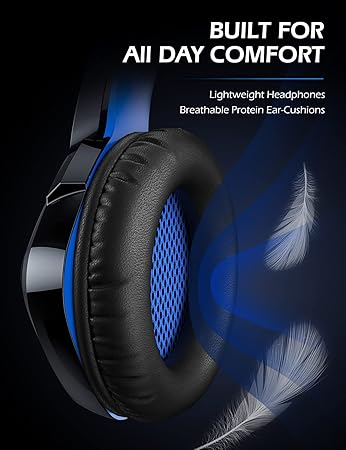 BUILT FOR
All DAY COMFORT
Lightweight Headphones
Breathable Protein Ear-Cushions